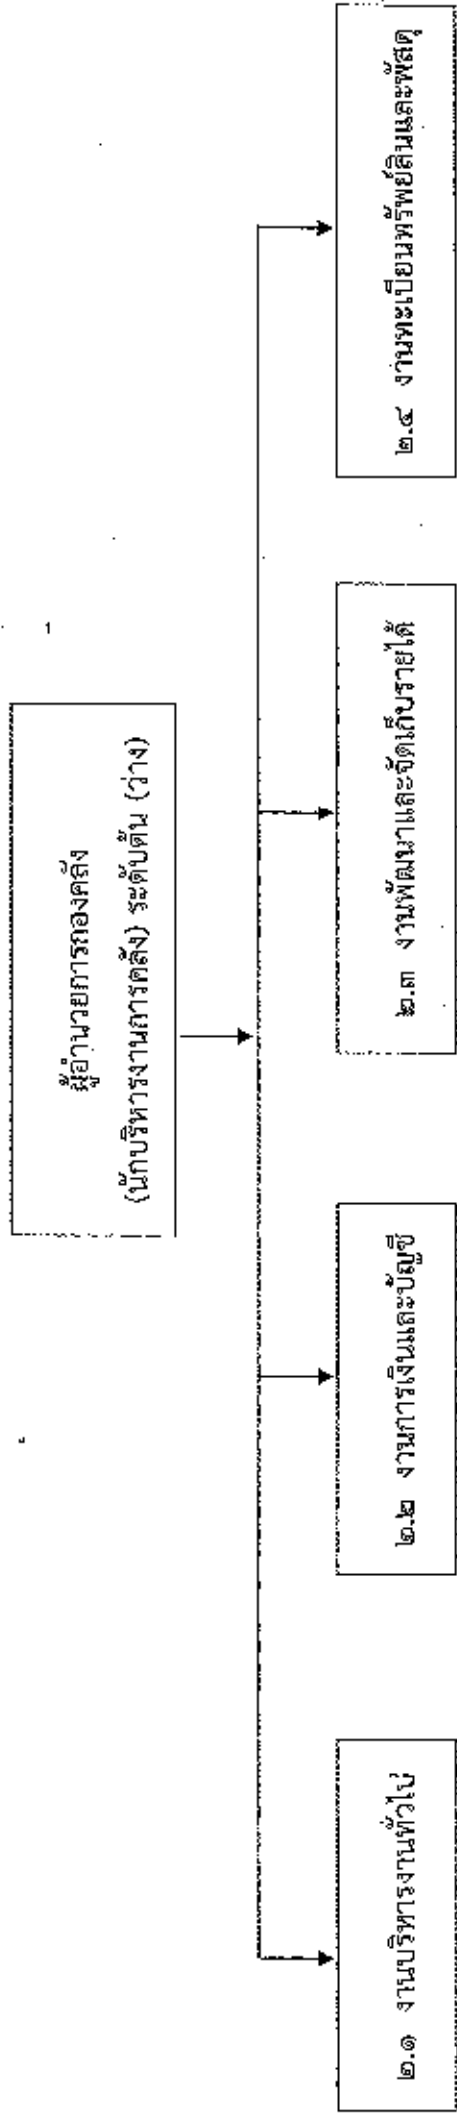 ผู้อำนวยการกองคลัง
(นักบริหารงานการคลัง) ระดับต้น (ว่าง)
๒.๑ งานบริหารงานทั่วไป
๒.๒ งานการเงินและบัญชี
๒.๓ งานพัฒนาและจัดเก็บรายได้
๒.๔ งานทะเบียนทรัพย์สินและพัสดุ